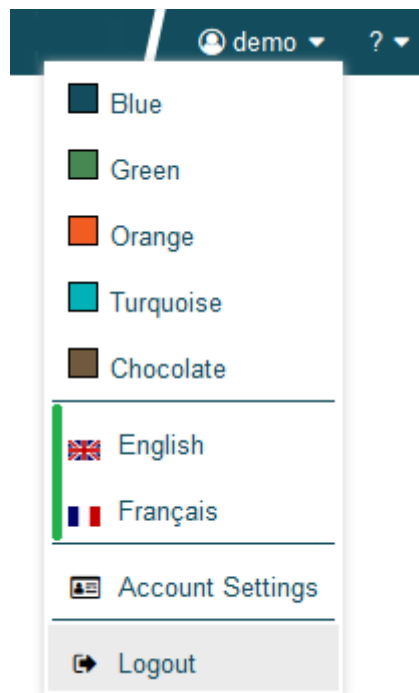 demo ?
Blue
Green
Orange
Turquoise
Chocolate
English
Français
Account Settings
Logout